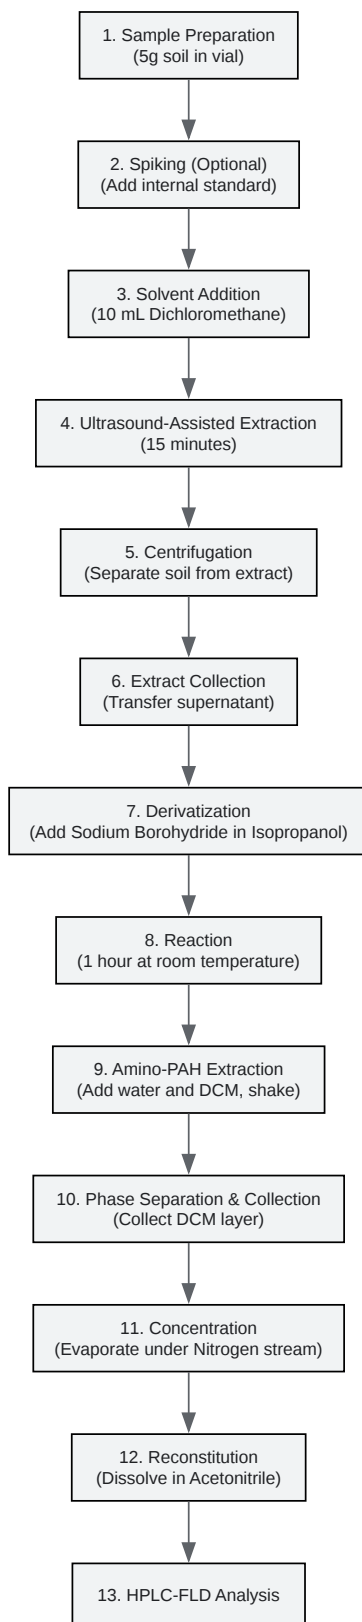 1. Sample Preparation
(5g soil in vial)
2. Spiking (Optional)
(Add internal standard)
3. Solvent Addition
(10 mL Dichloromethane)
4. Ultrasound-Assisted Extraction
(15 minutes)
5. Centrifugation
(Separate soil from extract)
6. Extract Collection
(Transfer supernatant)
7. Derivatization
(Add Sodium Borohydride in Isopropanol)
8. Reaction
(1 hour at room temperature)
9. Amino-PAH Extraction
(Add water and DCM, shake)
10. Phase Separation & Collection
(Collect DCM layer)
11. Concentration
(Evaporate under Nitrogen stream)
12. Reconstitution
(Dissolve in Acetonitrile)
13. HPLC-FLD Analysis